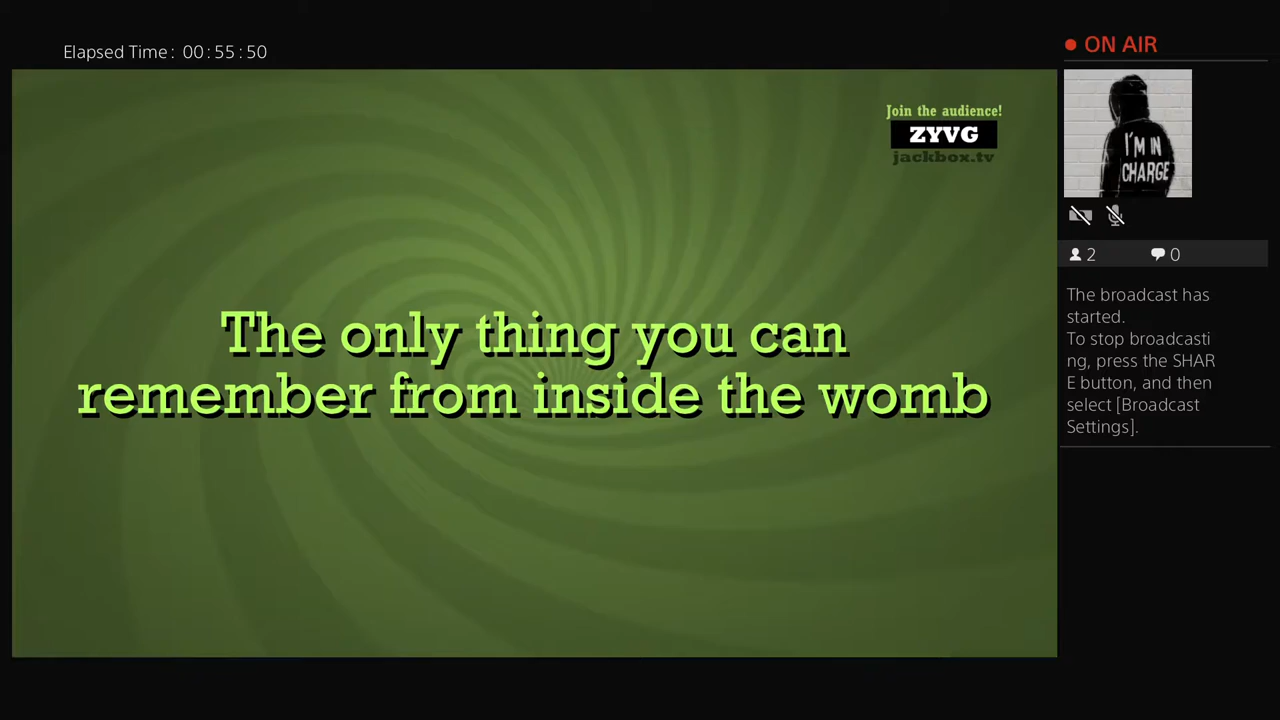 Elapsed Time: 00:55:50
ON AIR
Join the audience!
ZYVG
jackbox.tv
I'M IN
CHARGE
2 0
The broadcast has
started.
To stop broadcasti
ng, press the SHAR
E button, and then
select [Broadcast
Settings].
The only thing you can
remember from inside the womb